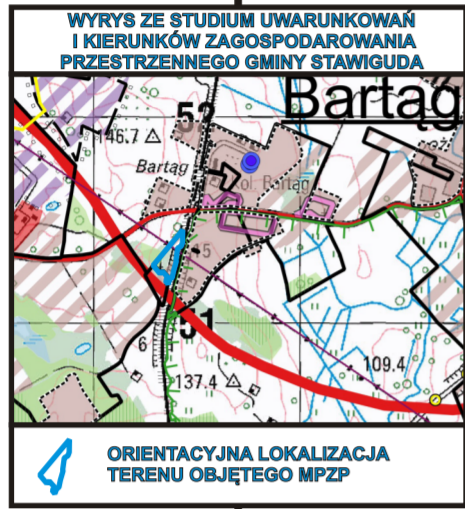 WYRYS ZE STUDIUM UWARUNKOWAŃ
I KIERUNKÓW ZAGOSPODAROWANIA
PRZESTRZENNEGO GMINY STAWIGUDA
Bartąg
52
146.7
Bartąg
Kol. Bartąg
51
6
109.4
137.4
ORIENTACYJNA LOKALIZACJA
TERENU OBJĘTEGO MPZP